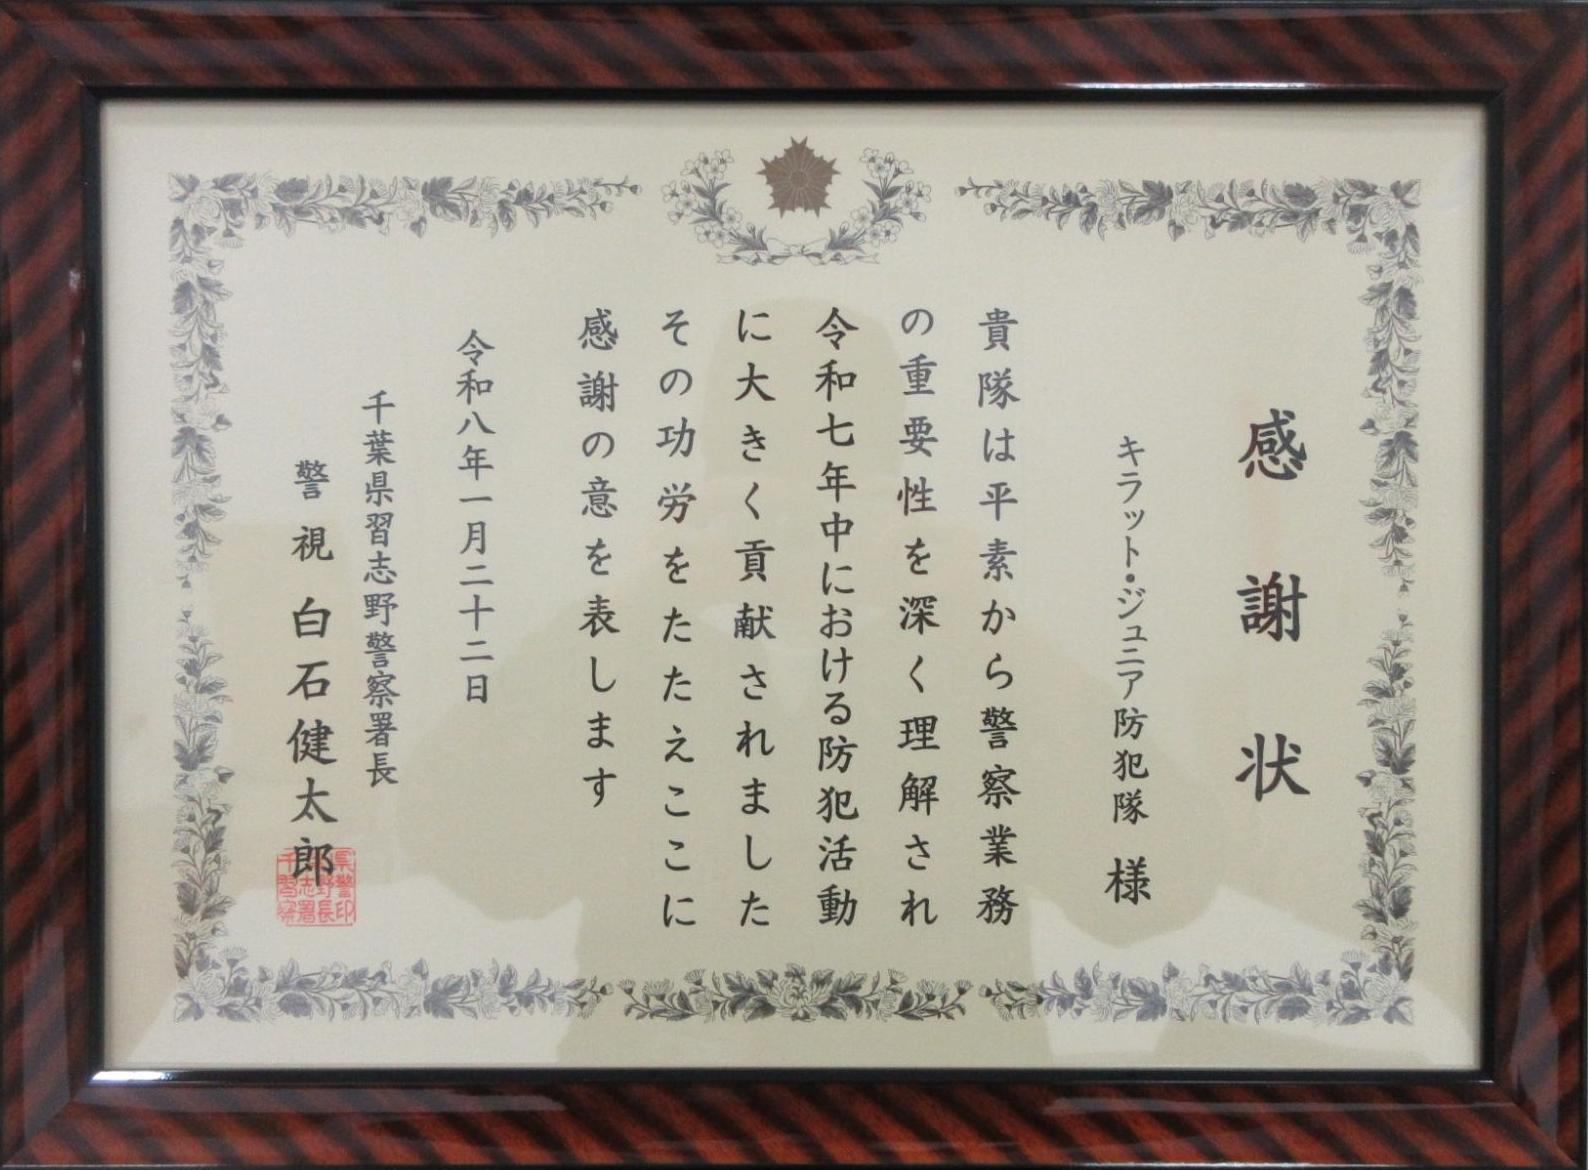 感謝状
キラット・ジュニア防犯隊 様
貴隊は平素から警察業務
の重要性を深く理解され
令和七年中における防犯活動
に大きく貢献されました
その功労をたたえここに
感謝の意を表します
令和八年一月二十二日
千葉県習志野警察署長
警視 白石健太郎